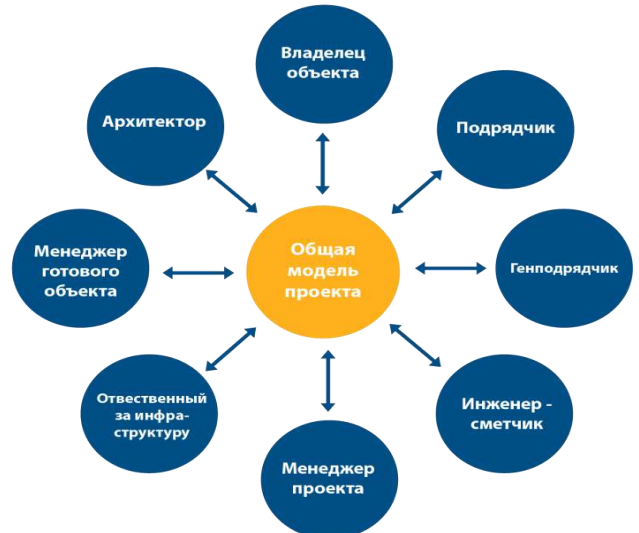 Владелец
объекта
Архитектор
Подрядчик
Менеджер
готового
объекта
Общая
модель
проекта
Генподрядчик
Отвественный
за инфра-
структуру
Инженер -
сметчик
Менеджер
проекта